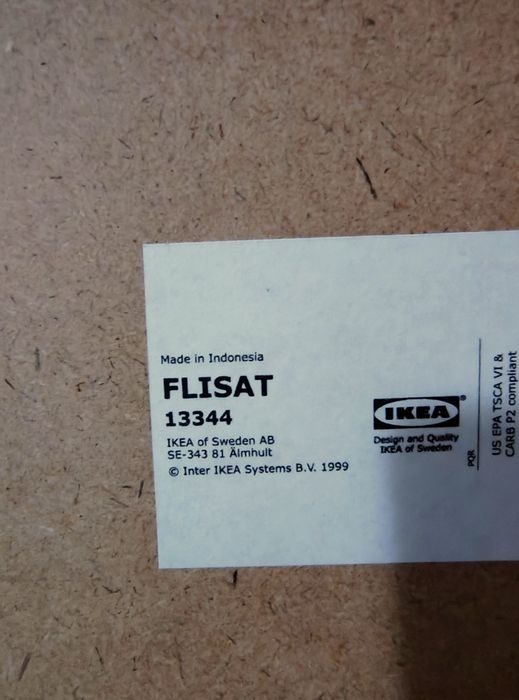 Made in Indonesia
FLISAT
13344
IKEA of Sweden AB
SE-343 81 Älmhult
© Inter IKEA Systems B.V. 1999
IKEA®
Design and Quality
IKEA of Sweden
PQR
US EPA TSCA VI &
CARB P2 compliant